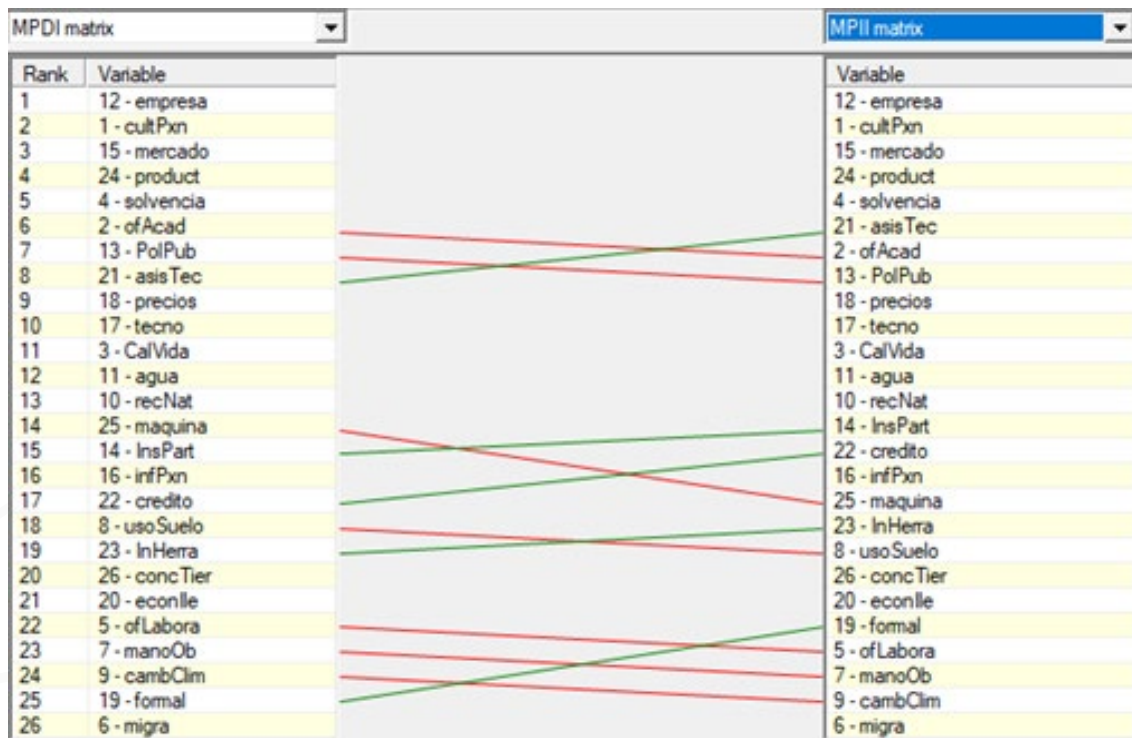 MPDI matrix MPII matrix
Rank Variable Variable
1 12 - empresa 12 - empresa
2 1 - cultPxn 1 - cultPxn
3 15 - mercado 15 - mercado
4 24 - product 24 - product
5 4 - solvencia 4 - solvencia
6 2 - ofAcad 21 - asisTec
7 13 - PolPub 2 - ofAcad
8 21 - asisTec 13 - PolPub
9 18 - precios 18 - precios
10 17 - tecno 17 - tecno
11 3 - CalVida 3 - CalVida
12 11 - agua 11 - agua
13 10 - recNat 10 - recNat
14 25 - maquina 14 - InsPart
15 14 - InsPart 22 - credito
16 16 - infPxn 16 - infPxn
17 22 - credito 25 - maquina
18 8 - usoSuelo 23 - InHerra
19 23 - InHerra 8 - usoSuelo
20 26 - concTier 26 - concTier
21 20 - econIle 20 - econIle
22 5 - ofLabora 19 - formal
23 7 - manoOb 5 - ofLabora
24 9 - cambClim 7 - manoOb
25 19 - formal 9 - cambClim
26 6 - migra 6 - migra